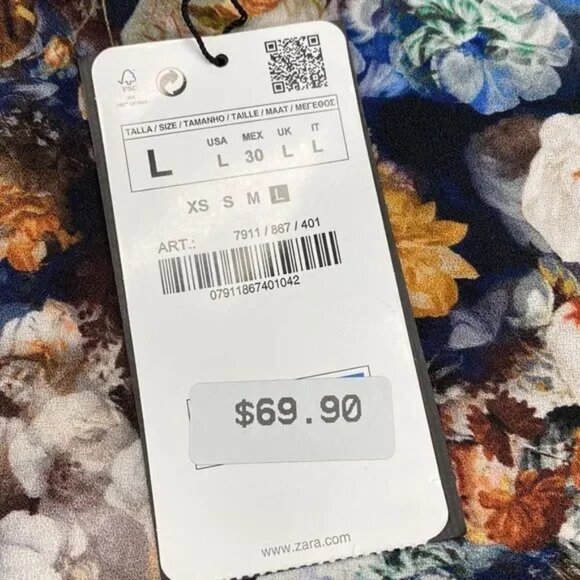 FSC
TALLA / SIZE / TAMANHO / TAILLE / MAAT / ΜΕΓΕΘΟΣ
USA MEX UK IT
L L 30 L L
XS S M L
ART.: 7911 / 867 / 401
07911867401042
$69.90
www.zara.com